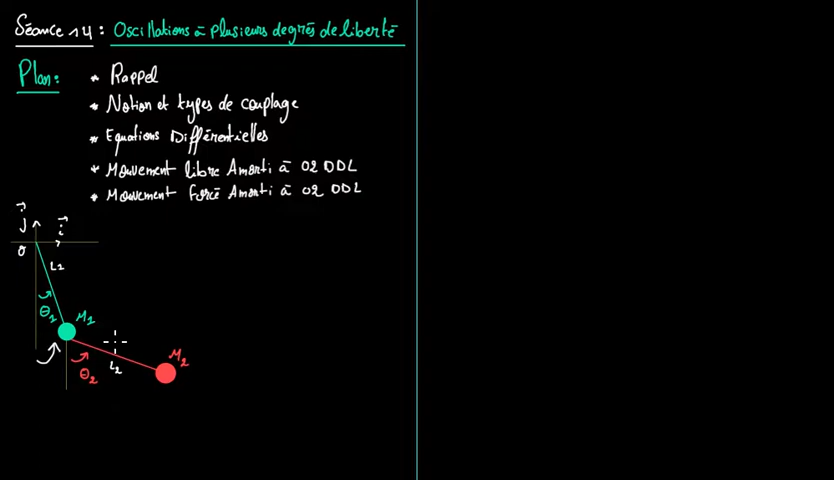 Séance 14 : Oscillations à plusieurs degrés de liberté
Plan :
* Rappel
* Notion et types de couplage
* Equations Différentielles
* Mouvement libre Amorti à 02 DDL
* Mouvement Forcé Amorti à 02 DDL
j
i
O
L1
θ1
M1
M2
L2
θ2